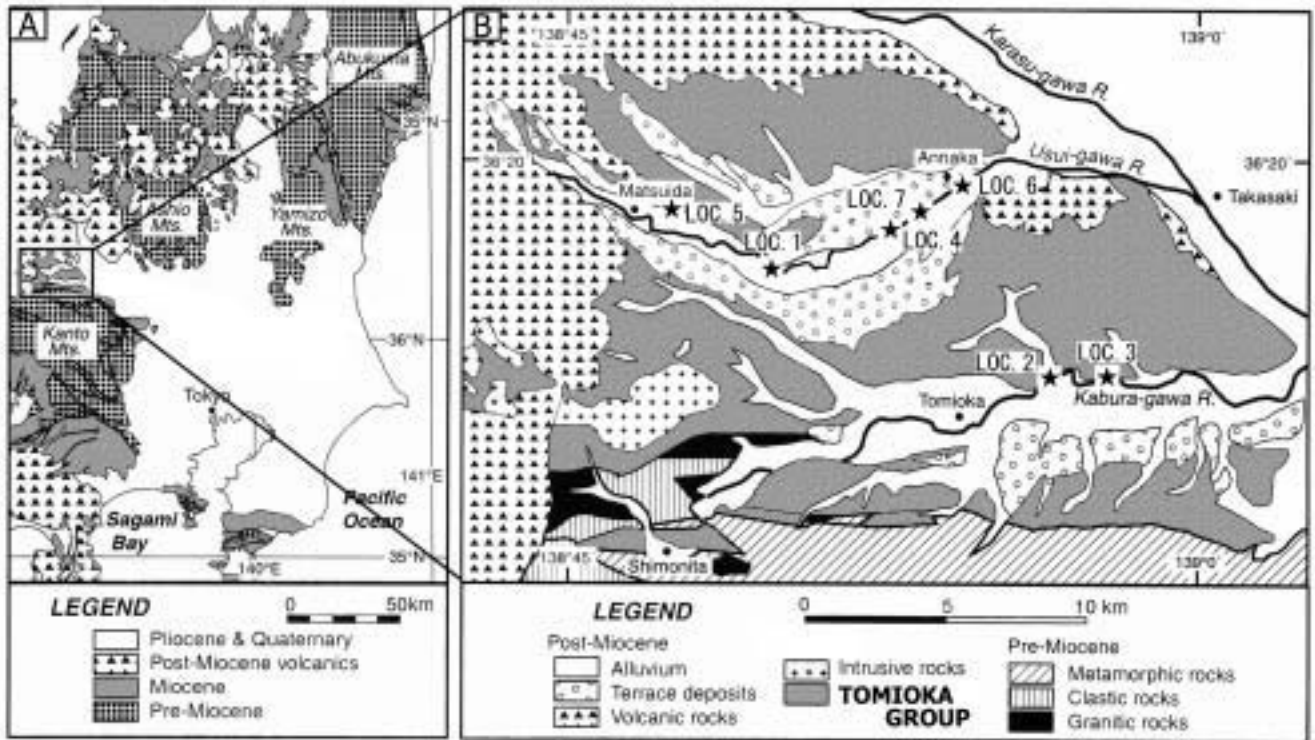 A
Abukuma
Mts.
35°N
Ashio
Mts.
Yamizo
Mts.
Kanto
Mts.
36°N
Tokyo
141°E
Pacific
Ocean
Sagami
Bay
35°N
140°E
LEGEND
0 50km
Pliocene & Quaternary
Post-Miocene volcanics
Miocene
Pre-Miocene
B
138°45'
139°0'
Karasu-gawa R.
36°20'
Annaka
Usui-gawa R.
36°20'
Matsuida
LOC. 5
LOC. 7
LOC. 6
Takasaki
LOC. 1
LOC. 4
LOC. 2
LOC. 3
Tomioka
Kabura-gawa R.
138°45'
Shimonita
139°0'
LEGEND
0 5 10 km
Post-Miocene
Alluvium
Terrace deposits
Volcanic rocks
Intrusive rocks
TOMIOKA
GROUP
Pre-Miocene
Metamorphic rocks
Clastic rocks
Granitic rocks